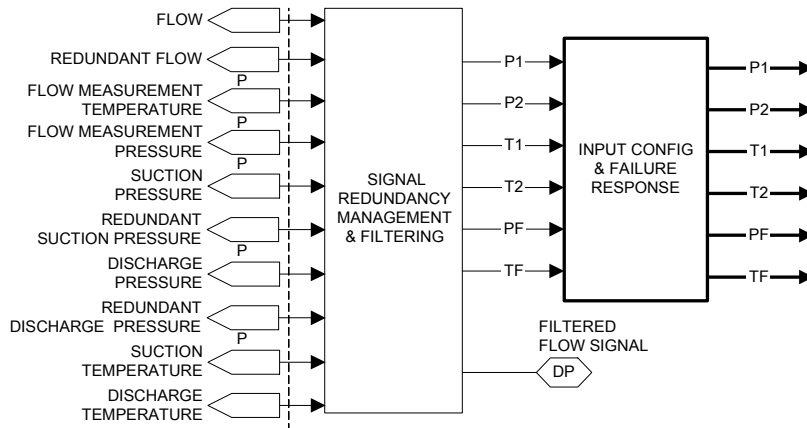 FLOW
REDUNDANT FLOW
P
FLOW MEASUREMENT
TEMPERATURE
P
FLOW MEASUREMENT
PRESSURE
P
SUCTION
PRESSURE
REDUNDANT
SUCTION PRESSURE
P
DISCHARGE
PRESSURE
REDUNDANT
DISCHARGE PRESSURE
P
SUCTION
TEMPERATURE
DISCHARGE
TEMPERATURE
SIGNAL
REDUNDANCY
MANAGEMENT
& FILTERING
P1
P2
T1
T2
PF
TF
FILTERED
FLOW SIGNAL
DP
INPUT CONFIG
& FAILURE
RESPONSE
P1
P2
T1
T2
PF
TF